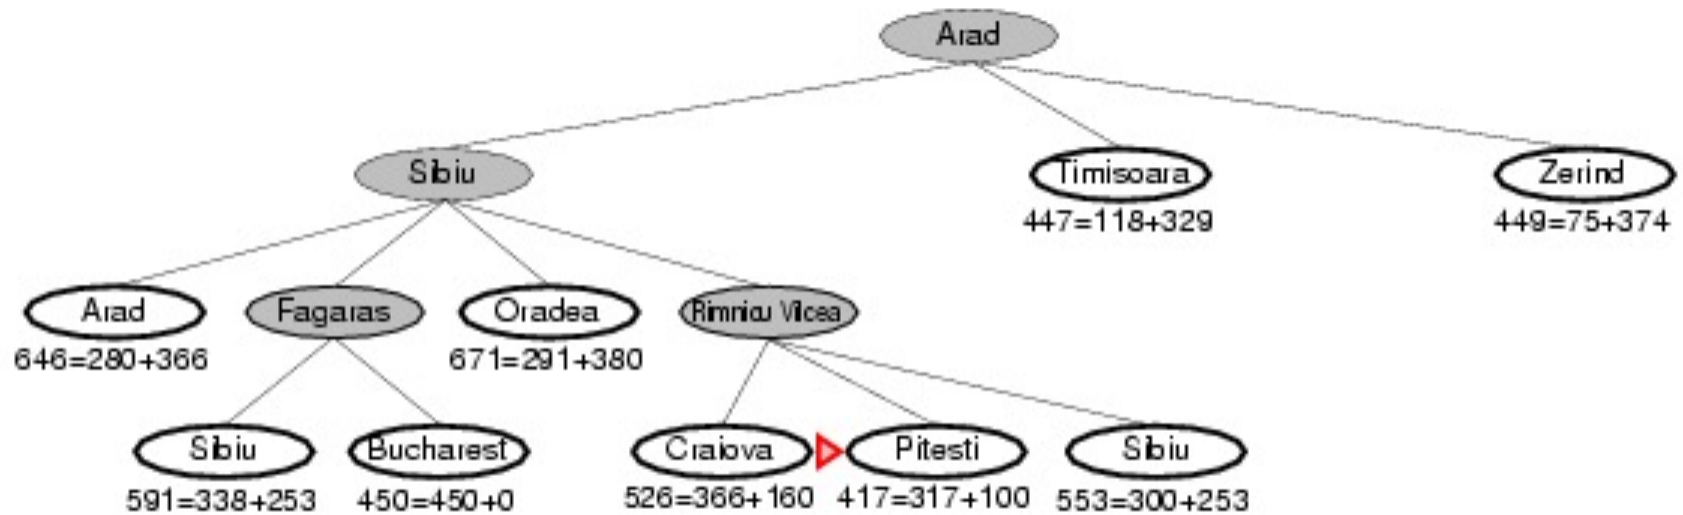 Arad
Sibiu
Timisoara
Zerind
447=118+329
449=75+374
Arad
Fagaras
Oradea
Rimnicu Vilcea
646=280+366
671=291+380
Sibiu
Bucharest
Craiova
Pitesti
Sibiu
591=338+253
450=450+0
526=366+160
417=317+100
553=300+253